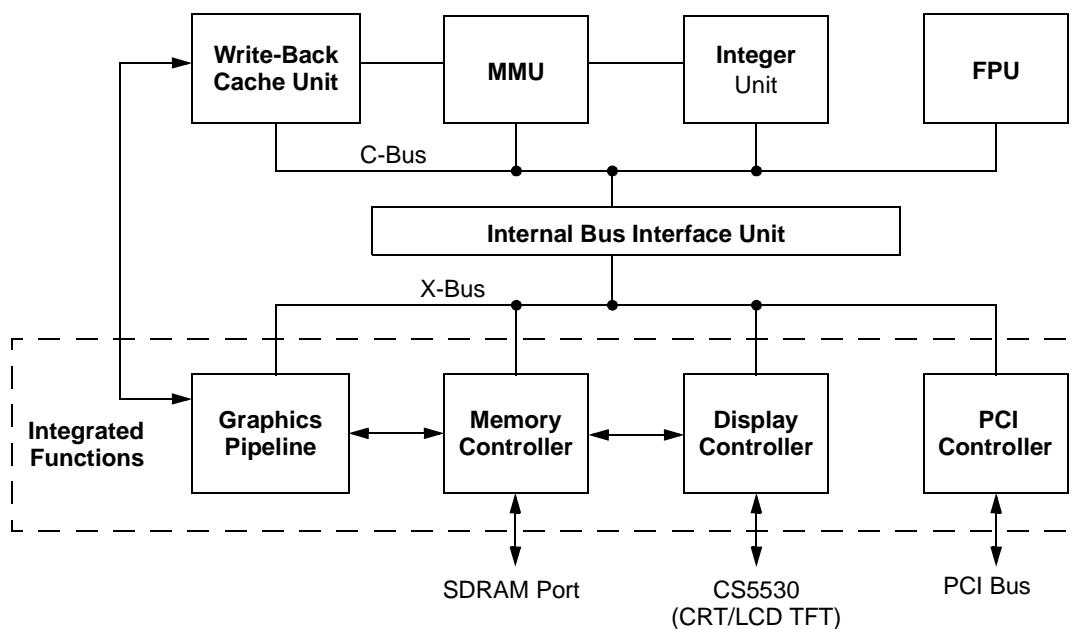 Write-Back
Cache Unit
MMU
Integer
Unit
FPU
C-Bus
Internal Bus Interface Unit
X-Bus
Integrated
Functions
Graphics
Pipeline
Memory
Controller
Display
Controller
PCI
Controller
SDRAM Port
CS5530
(CRT/LCD TFT)
PCI Bus